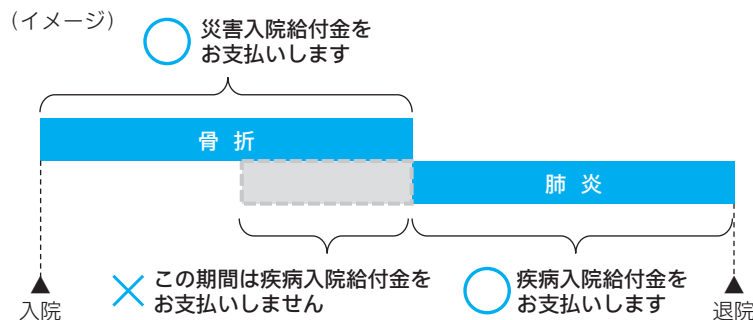 （イメージ）
災害入院給付金を
お支払いします
骨 折
肺 炎
この期間は疾病入院給付金を
お支払いしません
疾病入院給付金を
お支払いします
入院
退院